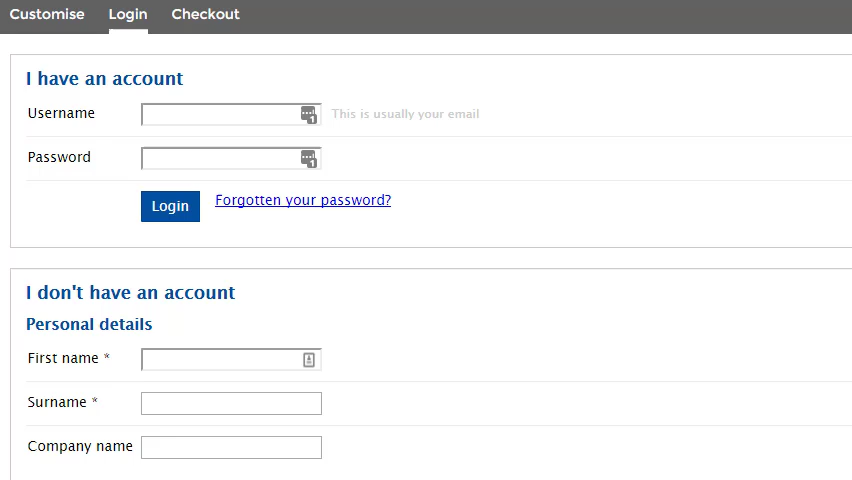 Customise Login Checkout
I have an account
Username This is usually your email
Password
Login Forgotten your password?
I don't have an account
Personal details
First name *
Surname *
Company name